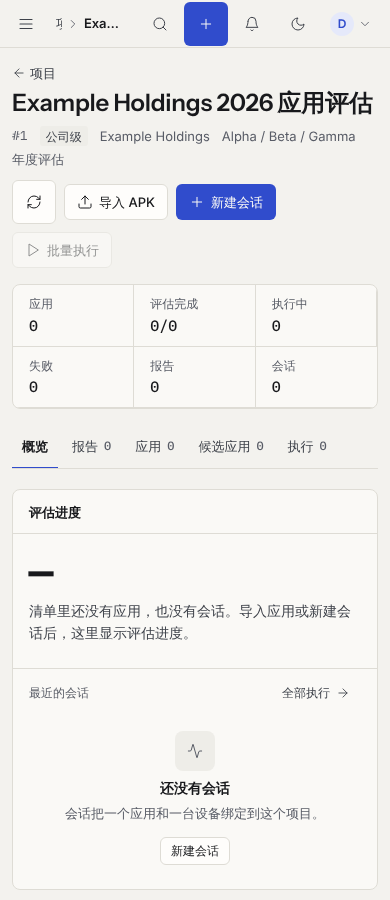 Exa...
D
项目
Example Holdings 2026 应用评估
#1 公司级 Example Holdings Alpha / Beta / Gamma
年度评估
导入 APK
新建会话
批量执行
应用 评估完成 执行中
0 0/0 0
失败 报告 会话
0 0 0
概览 报告 0 应用 0 候选应用 0 执行 0
评估进度
—
清单里还没有应用，也没有会话。导入应用或新建会
话后，这里显示评估进度。
最近的会话 全部执行
还没有会话
会话把一个应用和一台设备绑定到这个项目。
新建会话